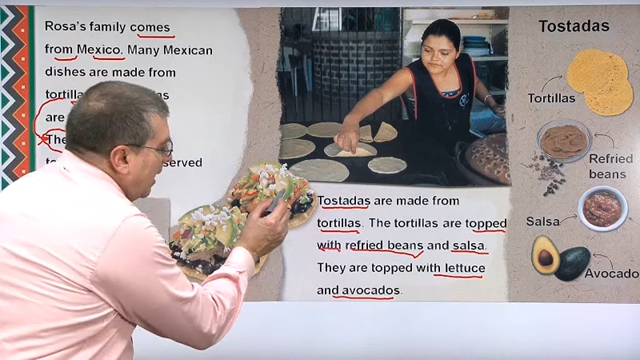 Rosa's family comes
from Mexico. Many Mexican
dishes are made from
are
served
Tostadas are made from
tortillas. The tortillas are topped
with refried beans and salsa.
They are topped with lettuce
and avocados.
Tostadas
Tortillas
Refried
beans
Salsa
Avocado